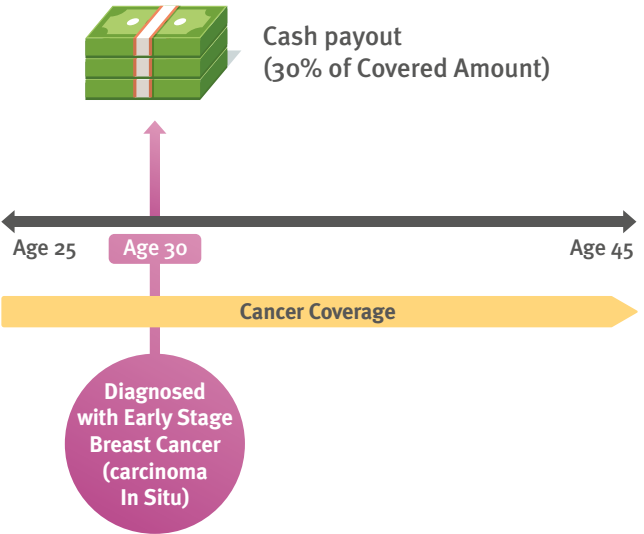 Cash payout
(30% of Covered Amount)
Age 25
Age 30
Age 45
Cancer Coverage
Diagnosed
with Early Stage
Breast Cancer
(carcinoma
In Situ)